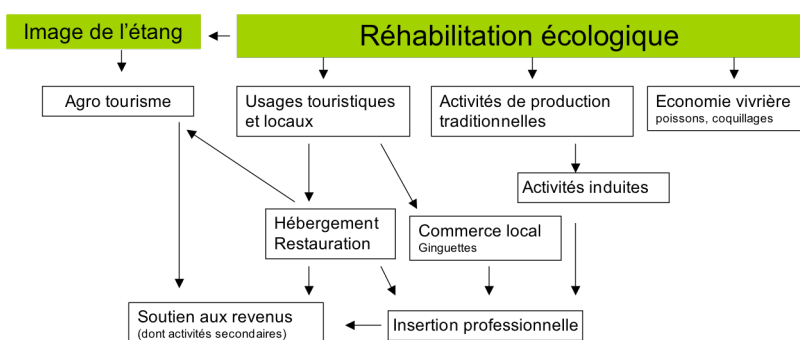 Image de l'étang
Réhabilitation écologique
Agro tourisme
Usages touristiques
et locaux
Activités de production
traditionnelles
Economie vivrière
poissons, coquillages
Activités induites
Hébergement
Restauration
Commerce local
Ginguettes
Soutien aux revenus
(dont activités secondaires)
Insertion professionnelle